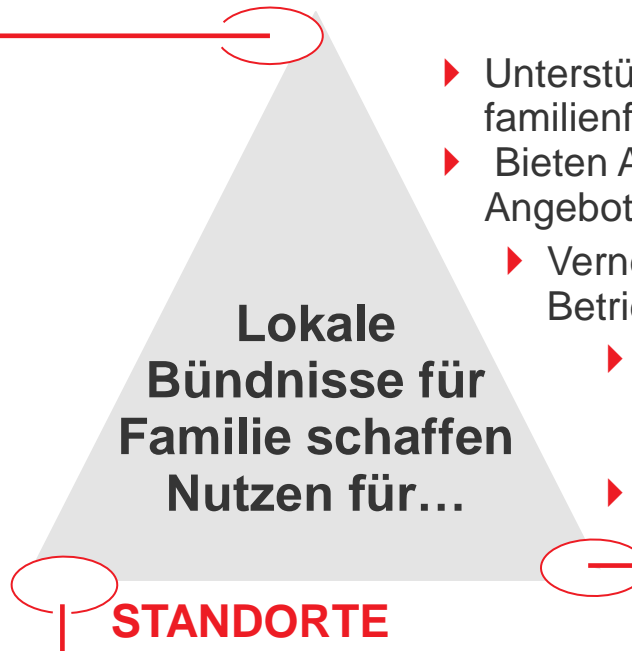 Unterstü
familienf
Bieten A
Angebot
Verne
Betrie
Lokale
Bündnisse für
Familie schaffen
Nutzen für…
STANDORTE